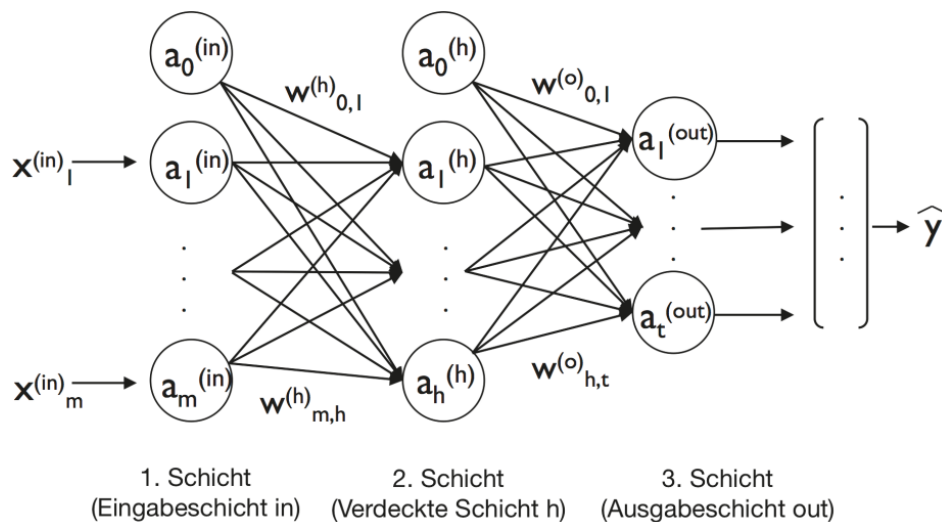 a₀⁽ⁱⁿ⁾ a₀⁽ʰ⁾
w⁽ʰ⁾₀,₁ w⁽ᵒ⁾₀,₁
x⁽ⁱⁿ⁾₁ a₁⁽ⁱⁿ⁾ a₁⁽ʰ⁾ a₁⁽ᵒᵘᵗ⁾
ŷ
x⁽ⁱⁿ⁾ₘ aₘ⁽ⁱⁿ⁾ aₕ⁽ʰ⁾ aₜ⁽ᵒᵘᵗ⁾
w⁽ʰ⁾ₘ,ₕ w⁽ᵒ⁾ₕ,ₜ
1. Schicht
(Eingabeschicht in)
2. Schicht
(Verdeckte Schicht h)
3. Schicht
(Ausgabeschicht out)